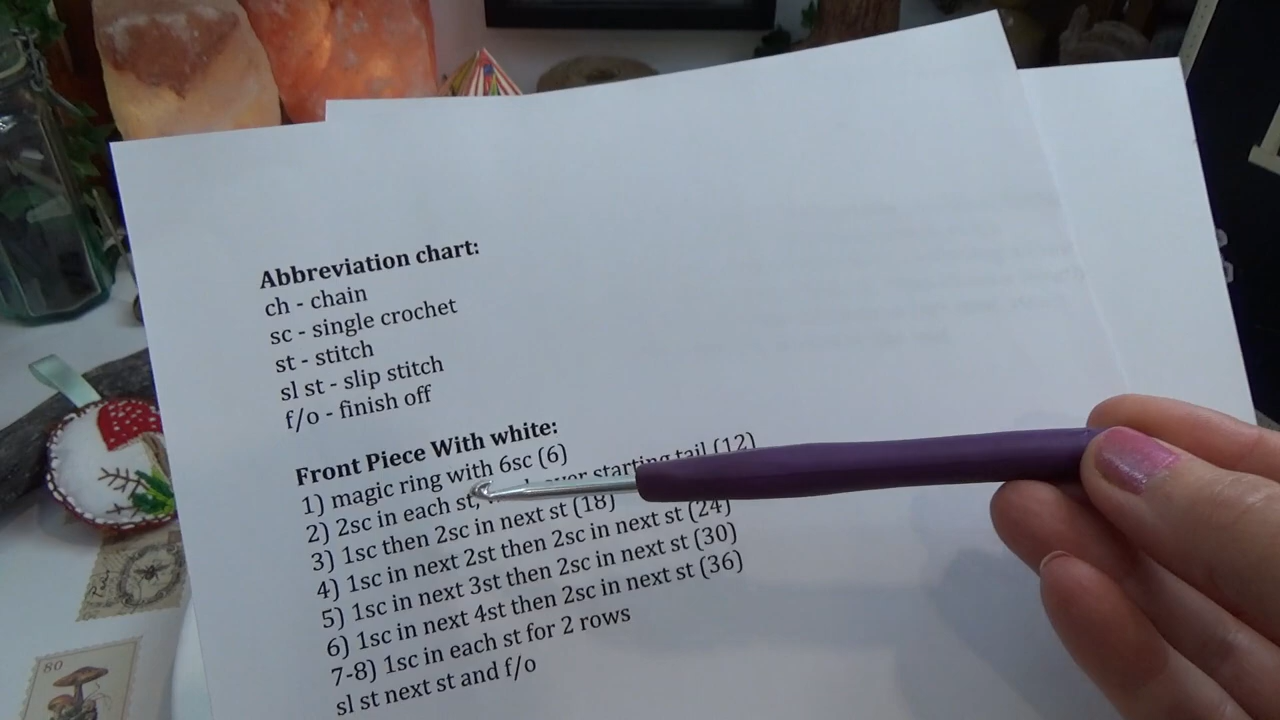 Abbreviation chart:
ch - chain
sc - single crochet
st - stitch
sl st - slip stitch
f/o - finish off
Front Piece With white:
1) magic ring with 6sc (6)
2) 2sc in each st, over starting tail (12)
3) 1sc then 2sc in next st (18)
4) 1sc in next 2st then 2sc in next st (24)
5) 1sc in next 3st then 2sc in next st (30)
6) 1sc in next 4st then 2sc in next st (36)
7-8) 1sc in each st for 2 rows
sl st next st and f/o
80